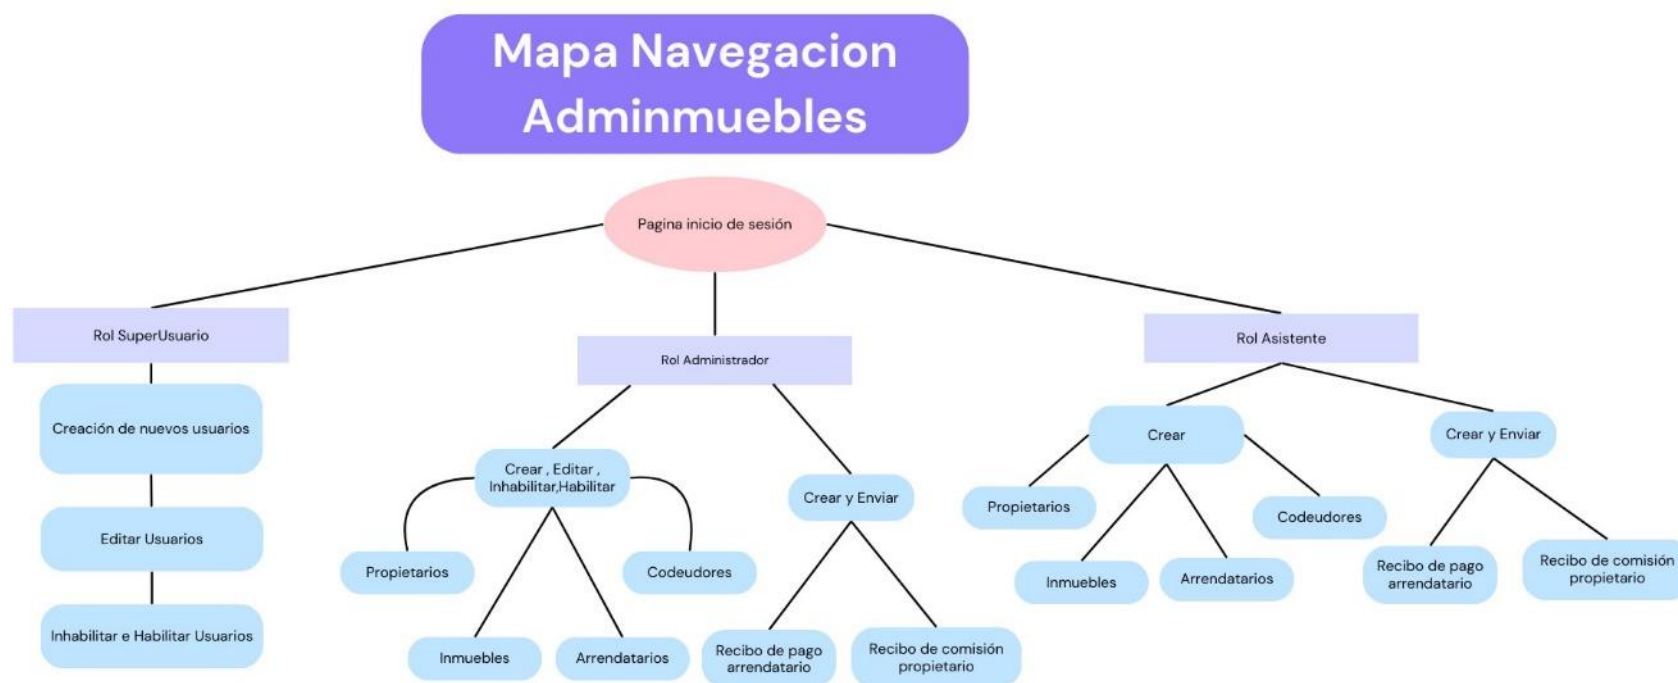 Mapa Navegacion
Adminmuebles
Pagina inicio de sesión
Rol SuperUsuario
Creación de nuevos usuarios
Editar Usuarios
Inhabilitar e Habilitar Usuarios
Rol Administrador
Crear , Editar ,
Inhabilitar,Habilitar
Propietarios
Inmuebles
Arrendatarios
Codeudores
Crear y Enviar
Recibo de pago
arrendatario
Recibo de comisión
propietario
Rol Asistente
Crear
Propietarios
Inmuebles
Arrendatarios
Codeudores
Crear y Enviar
Recibo de pago
arrendatario
Recibo de comisión
propietario